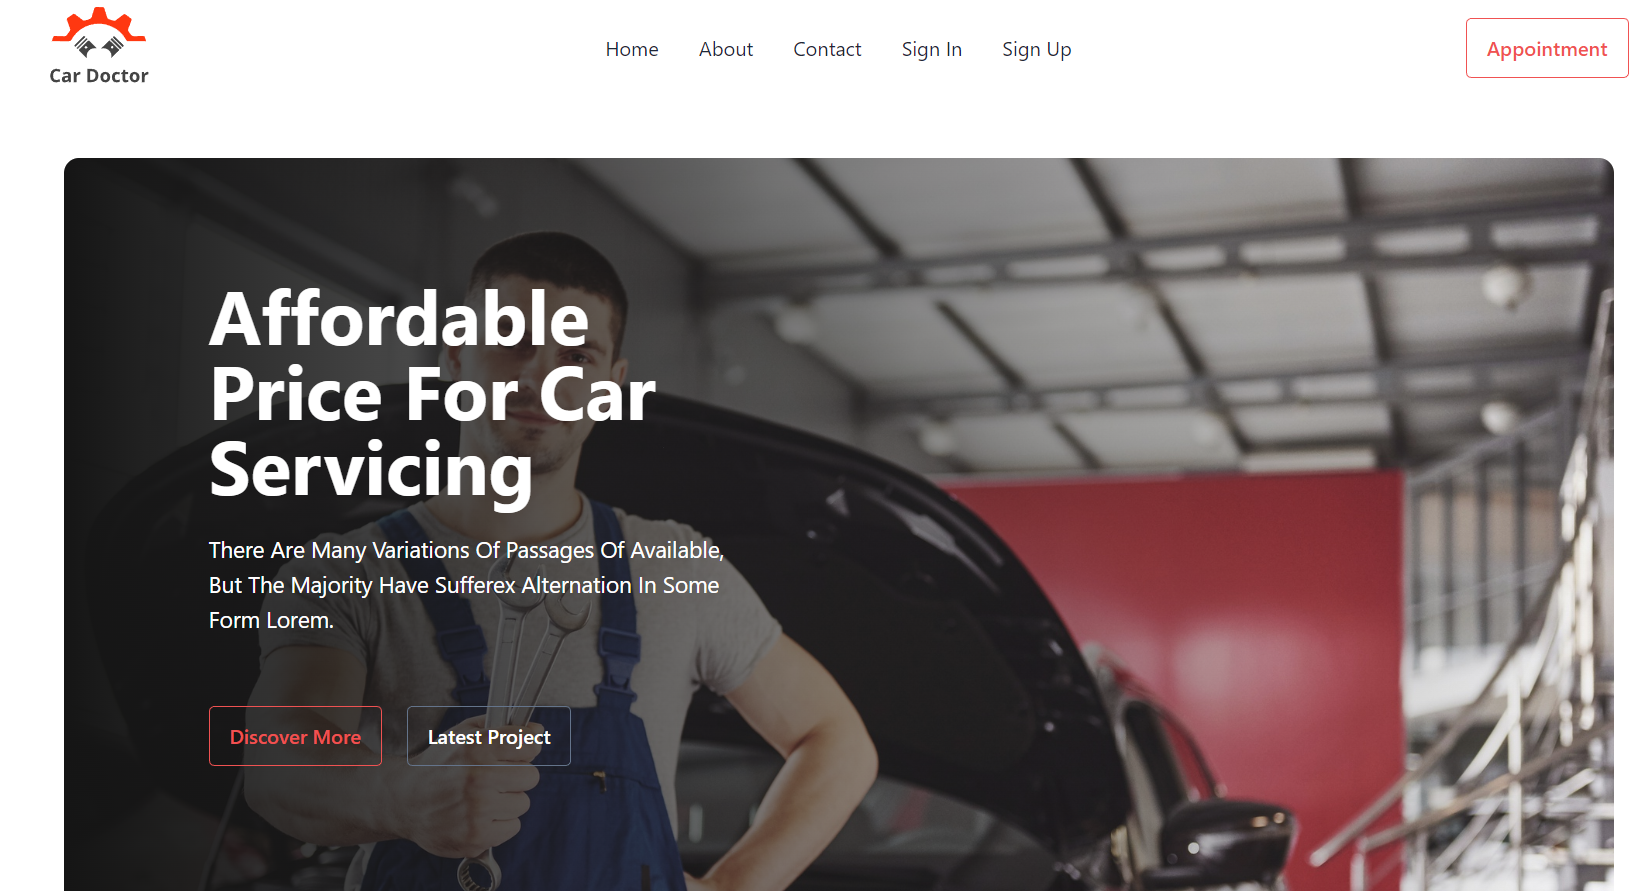 Car Doctor
Home
About
Contact
Sign In
Sign Up
Appointment
Affordable
Price For Car
Servicing
There Are Many Variations Of Passages Of Available,
But The Majority Have Sufferex Alternation In Some
Form Lorem.
Discover More
Latest Project